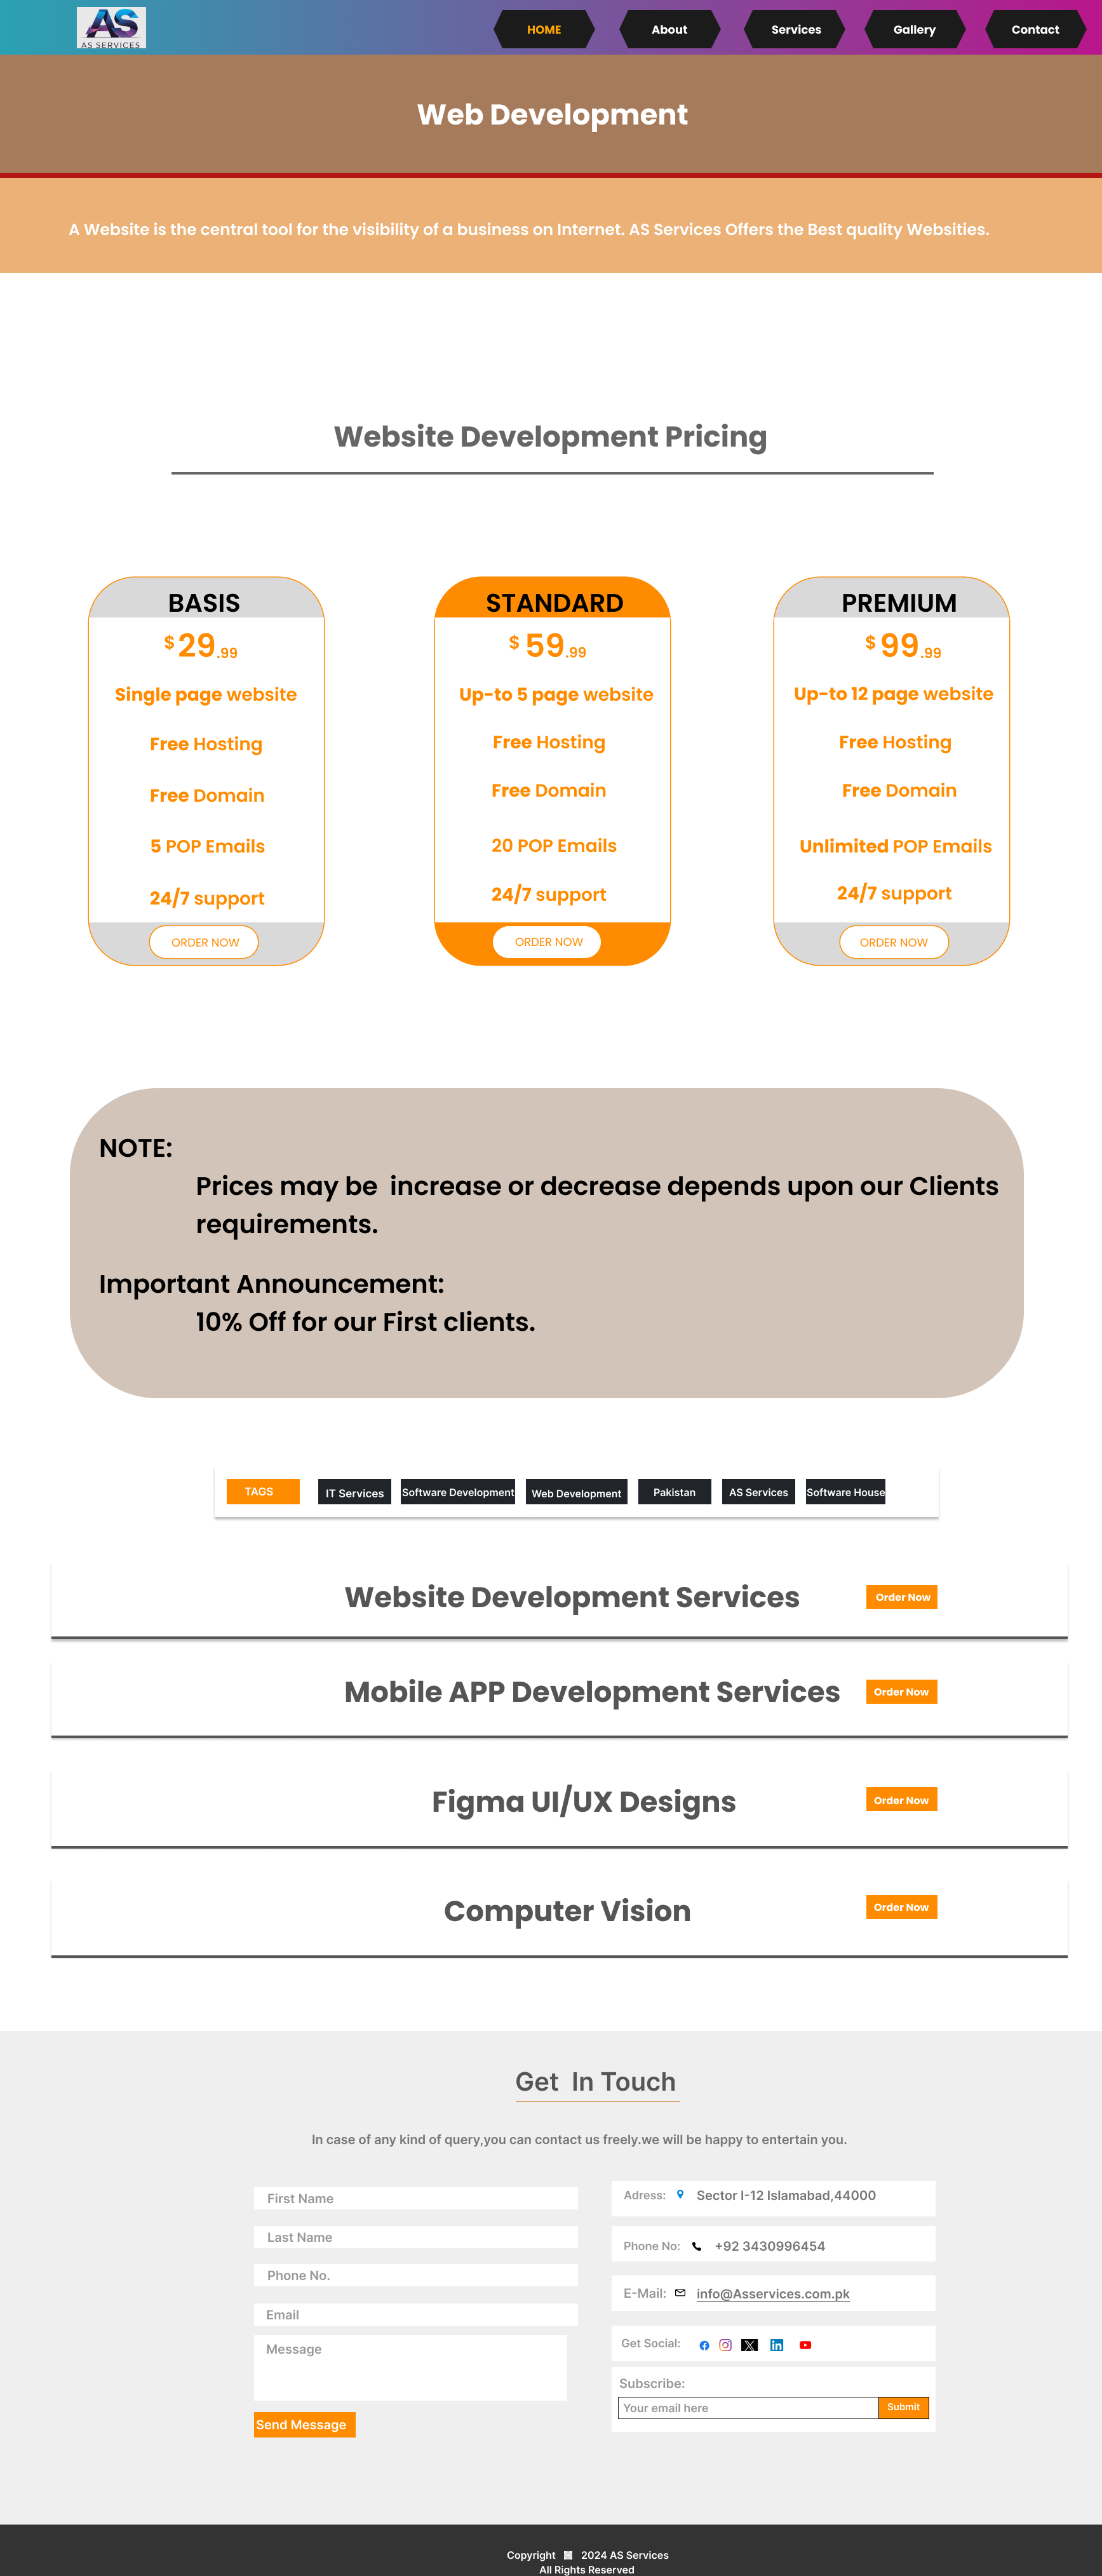 AS
AS SERVICES
HOME
About
Services
Gallery
Contact
Web Development
A Website is the central tool for the visibility of a business on Internet. AS Services Offers the Best quality Websities.
Website Development Pricing
BASIS
$29.99
Single page website
Free Hosting
Free Domain
5 POP Emails
24/7 support
ORDER NOW
STANDARD
$ 59.99
Up-to 5 page website
Free Hosting
Free Domain
20 POP Emails
24/7 support
ORDER NOW
PREMIUM
$ 99.99
Up-to 12 page website
Free Hosting
Free Domain
Unlimited POP Emails
24/7 support
ORDER NOW
NOTE:
Prices may be  increase or decrease depends upon our Clients
requirements.
Important Announcement:
10% Off for our First clients.
TAGS
IT Services
Software Development
Web Development
Pakistan
AS Services
Software House
Website Development Services
Order Now
Mobile APP Development Services
Order Now
Figma UI/UX Designs
Order Now
Computer Vision
Order Now
Get  In Touch
In case of any kind of query,you can contact us freely.we will be happy to entertain you.
First Name
Last Name
Phone No.
Email
Message
Send Message
Adress: Sector I-12 Islamabad,44000
Phone No: +92 3430996454
E-Mail: info@Asservices.com.pk
Get Social:
Subscribe:
Your email here
Submit
Copyright 2024 AS Services
All Rights Reserved